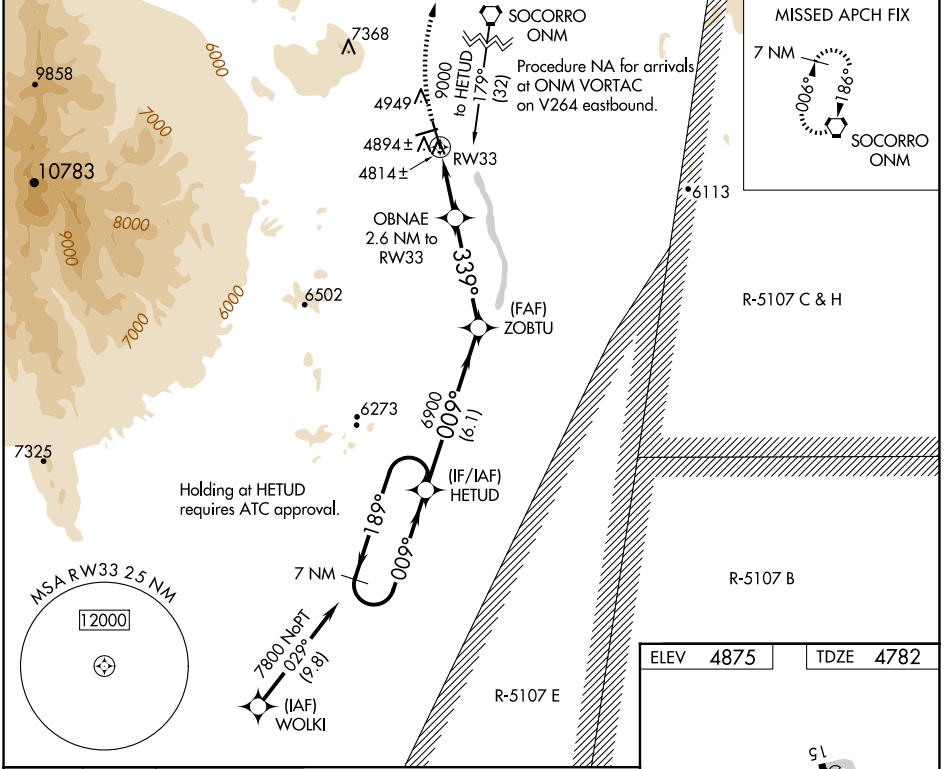 MISSED APCH FIX
7 NM
006°
186°
SOCORRO
ONM
SOCORRO
ONM
Procedure NA for arrivals
at ONM VORTAC
on V264 eastbound.
9000
to HETUD
179°
(32)
7368
6000
9858
7000
4949
4894±
4814±
RW33
10783
6113
8000
9000
OBNAE
2.6 NM to
RW33
339°
6502
6000
7000
(FAF)
ZOBTU
R-5107 C & H
6900
009°
(6.1)
6273
7325
(IF/IAF)
HETUD
Holding at HETUD
requires ATC approval.
189°
009°
7 NM
R-5107 B
MSA RW33 25 NM
12000
7800 NoPT
029°
(9.8)
(IAF)
WOLKI
R-5107 E
ELEV 4875
TDZE 4782
15